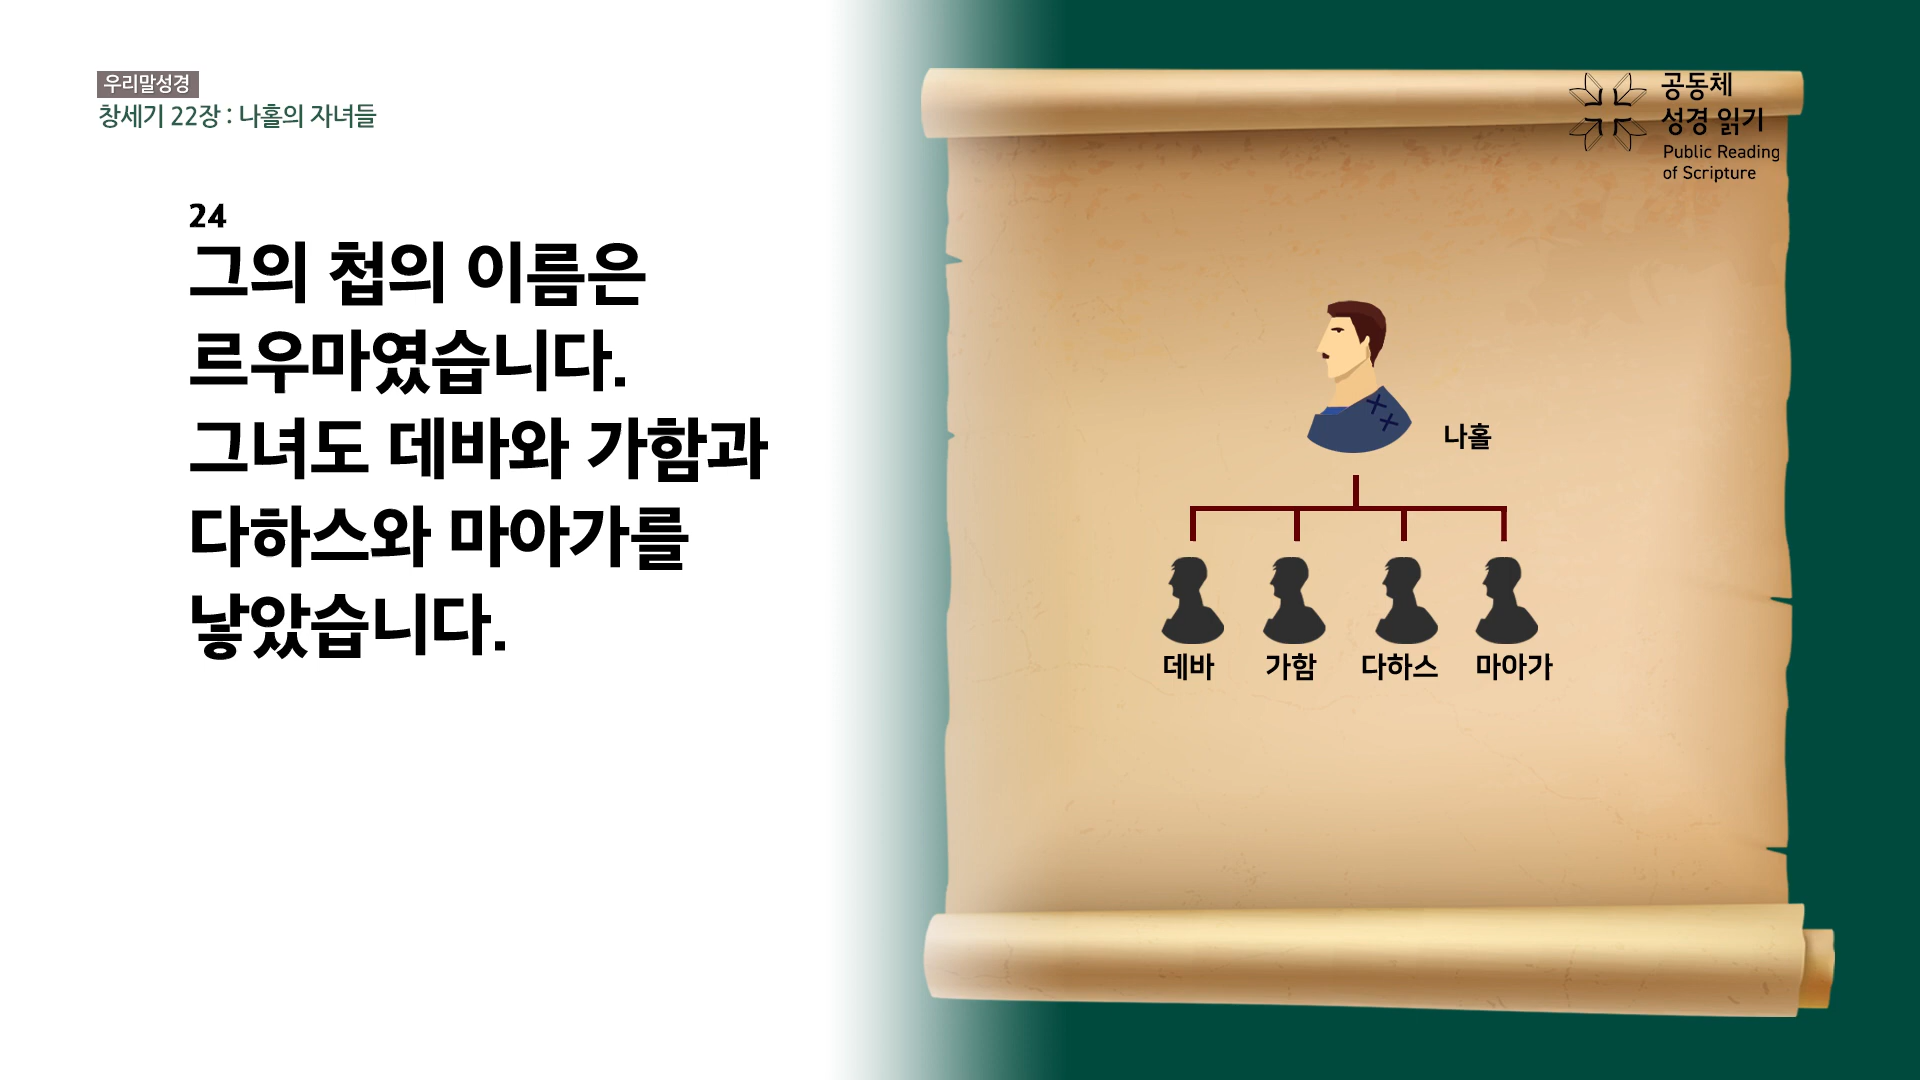 우리말성경
창세기 22장 : 나홀의 자녀들
24
그의 첩의 이름은
르우마였습니다.
그녀도 데바와 가함과
다하스와 마아가를
낳았습니다.
공동체
성경 읽기
Public Reading
of Scripture
나홀
데바 가함 다하스 마아가